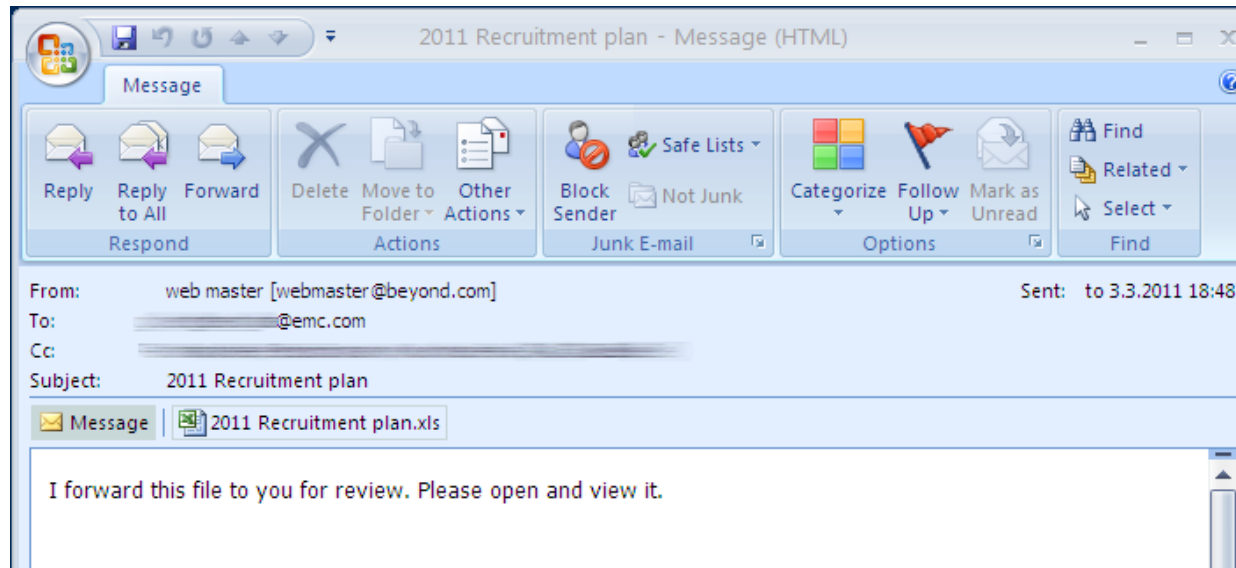 2011 Recruitment plan - Message (HTML)
Message
Reply
Reply to All
Forward
Delete
Move to Folder
Other Actions
Block Sender
Safe Lists
Not Junk
Categorize
Follow Up
Mark as Unread
Find
Related
Select
Respond
Actions
Junk E-mail
Options
Find
From: web master [webmaster@beyond.com] Sent: to 3.3.2011 18:48
To: @emc.com
Cc:
Subject: 2011 Recruitment plan
Message 2011 Recruitment plan.xls
I forward this file to you for review. Please open and view it.